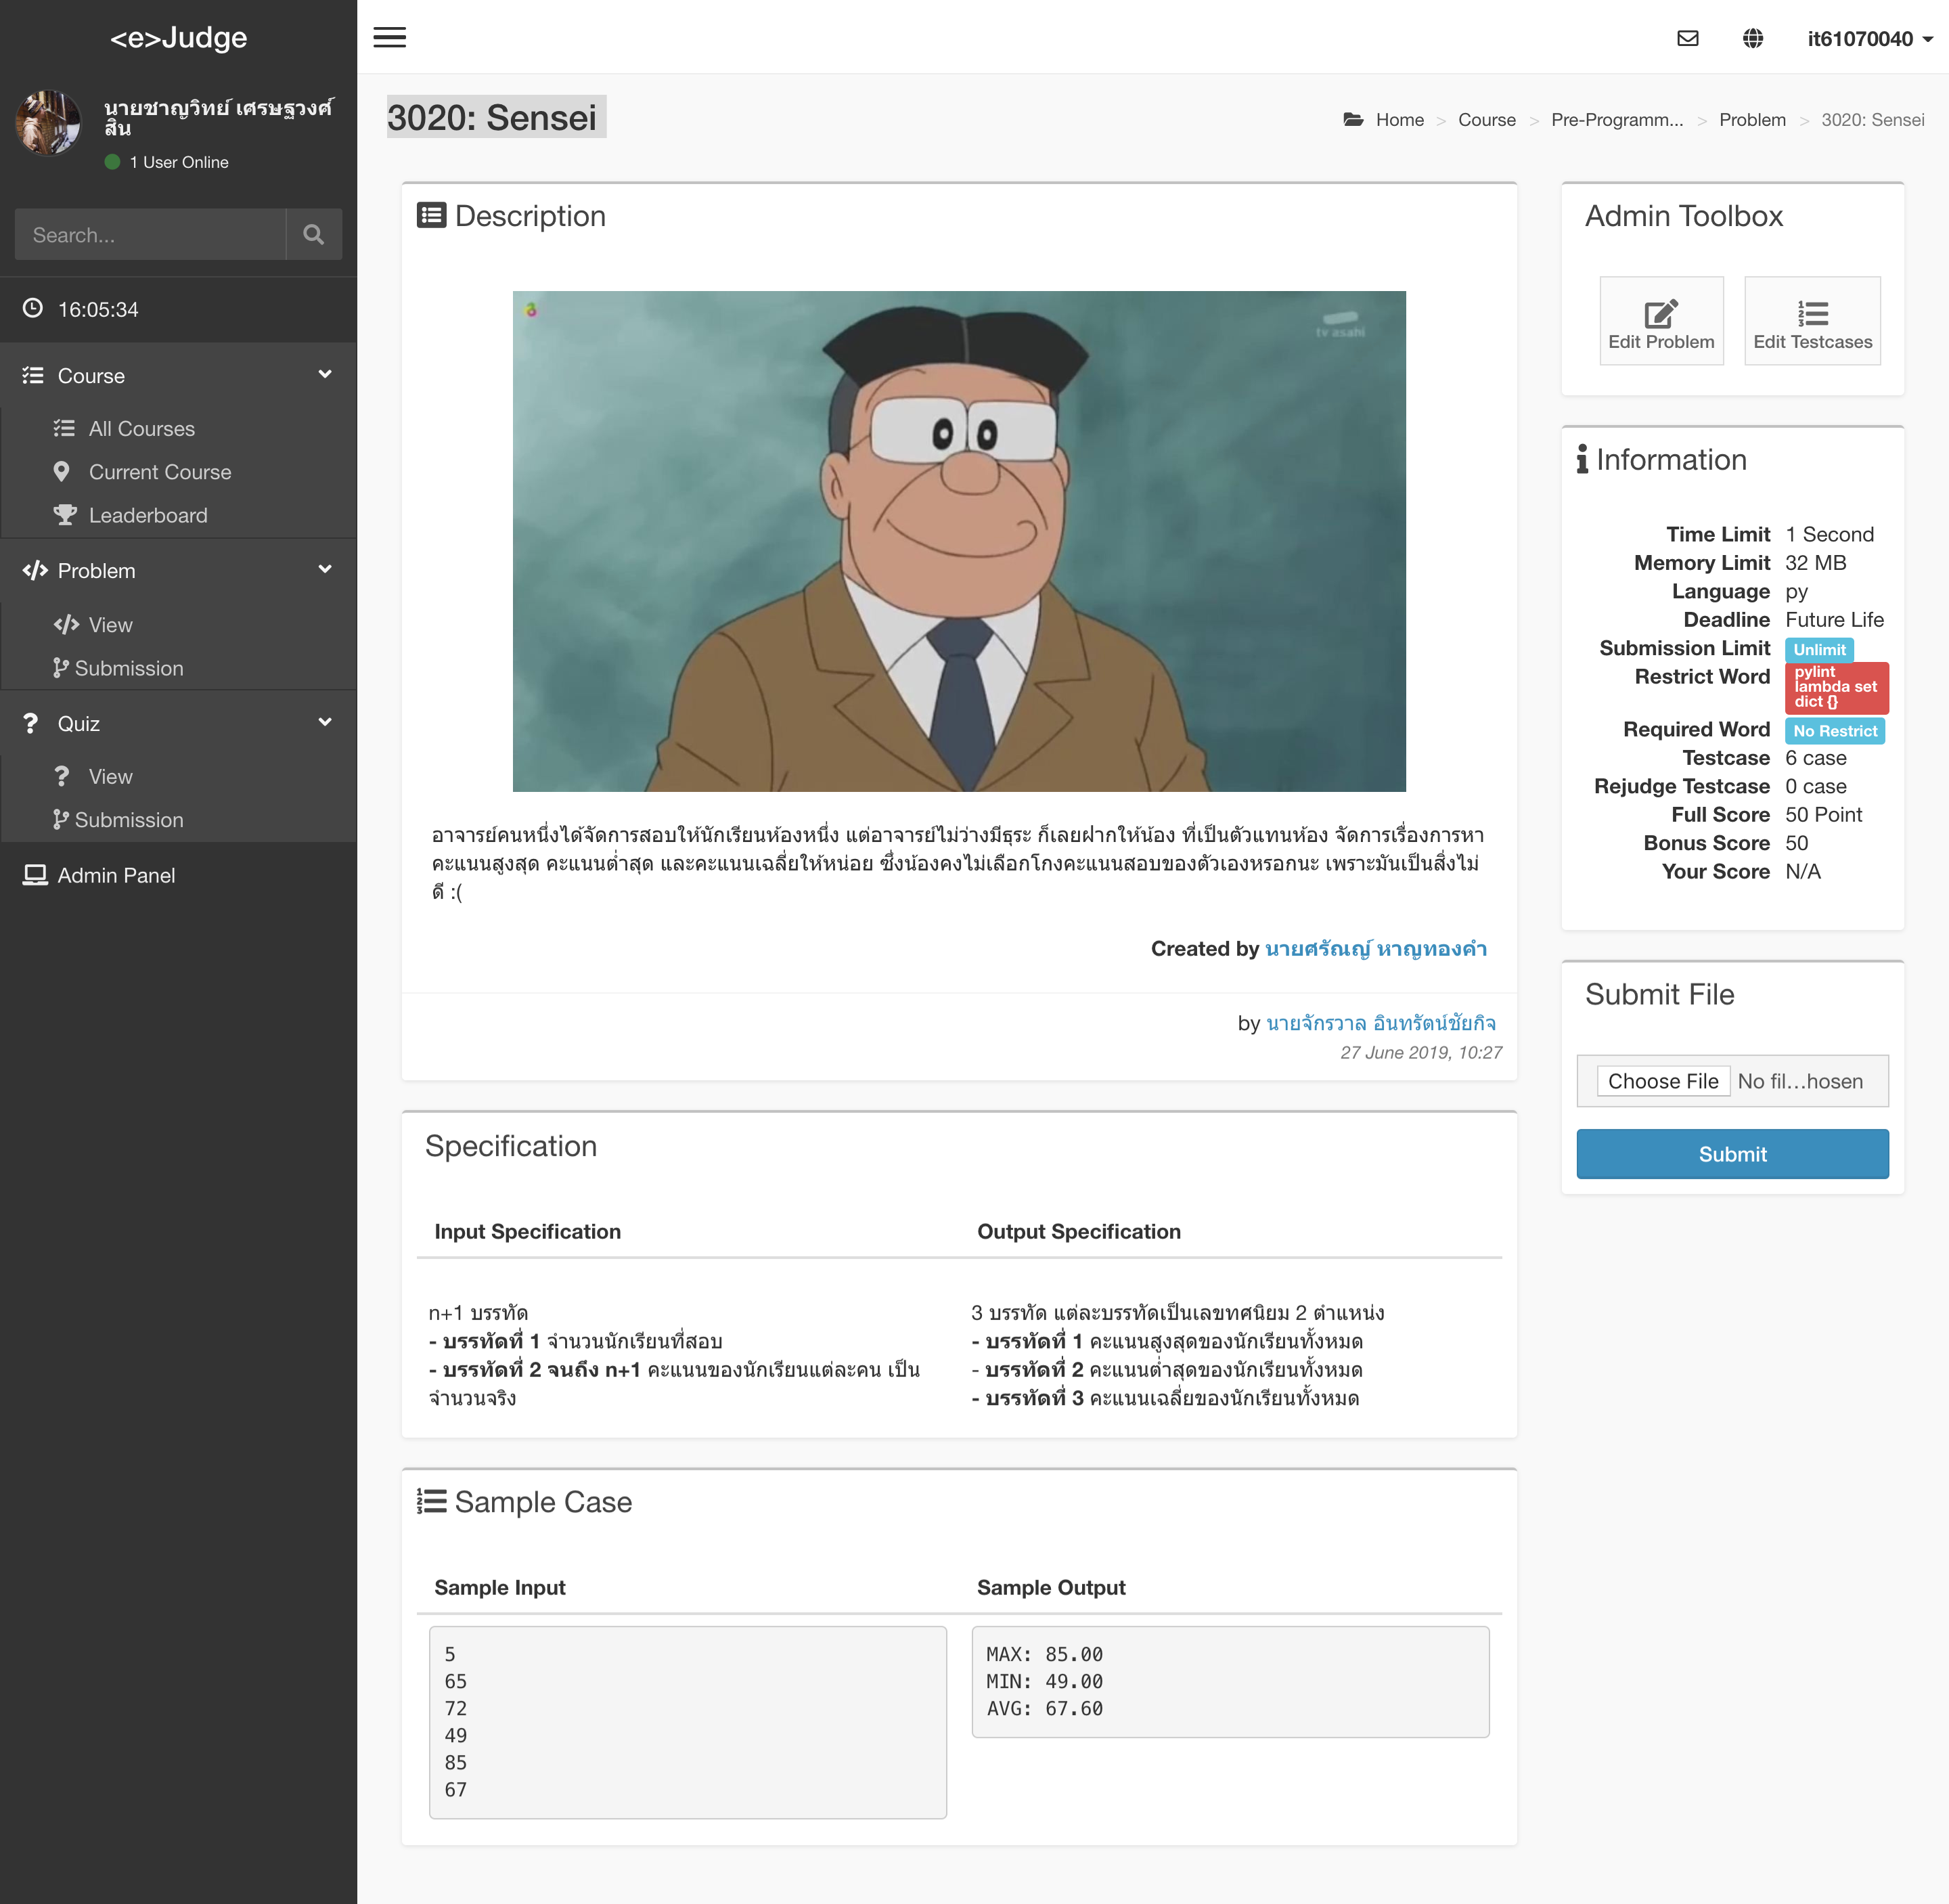 <e>Judge
it61070040
นายชาญวิทย์ เศรษฐวงศ์
สิน
1 User Online
Search...
16:05:34
Course
All Courses
Current Course
Leaderboard
Problem
View
Submission
Quiz
View
Submission
Admin Panel
3020: Sensei
Home > Course > Pre-Programm... > Problem > 3020: Sensei
Description
tv asahi
อาจารย์คนหนึ่งได้จัดการสอบให้นักเรียนห้องหนึ่ง แต่อาจารย์ไม่ว่างมีธุระ ก็เลยฝากให้น้อง ที่เป็นตัวแทนห้อง จัดการเรื่องการหา
คะแนนสูงสุด คะแนนต่ำสุด และคะแนนเฉลี่ยให้หน่อย ซึ่งน้องคงไม่เลือกโกงคะแนนสอบของตัวเองหรอกนะ เพราะมันเป็นสิ่งไม่
ดี :(
Created by นายศรัณญ์ หาญทองคำ
by นายจักรวาล อินทรัตน์ชัยกิจ
27 June 2019, 10:27
Specification
Input Specification
n+1 บรรทัด
- บรรทัดที่ 1 จำนวนนักเรียนที่สอบ
- บรรทัดที่ 2 จนถึง n+1 คะแนนของนักเรียนแต่ละคน เป็น
จำนวนจริง
Output Specification
3 บรรทัด แต่ละบรรทัดเป็นเลขทศนิยม 2 ตำแหน่ง
- บรรทัดที่ 1 คะแนนสูงสุดของนักเรียนทั้งหมด
- บรรทัดที่ 2 คะแนนต่ำสุดของนักเรียนทั้งหมด
- บรรทัดที่ 3 คะแนนเฉลี่ยของนักเรียนทั้งหมด
Sample Case
Sample Input
5
65
72
49
85
67
Sample Output
MAX: 85.00
MIN: 49.00
AVG: 67.60
Admin Toolbox
Edit Problem
Edit Testcases
Information
Time Limit 1 Second
Memory Limit 32 MB
Language py
Deadline Future Life
Submission Limit Unlimit
Restrict Word pylint
lambda set
dict {}
Required Word No Restrict
Testcase 6 case
Rejudge Testcase 0 case
Full Score 50 Point
Bonus Score 50
Your Score N/A
Submit File
Choose File No fil...hosen
Submit